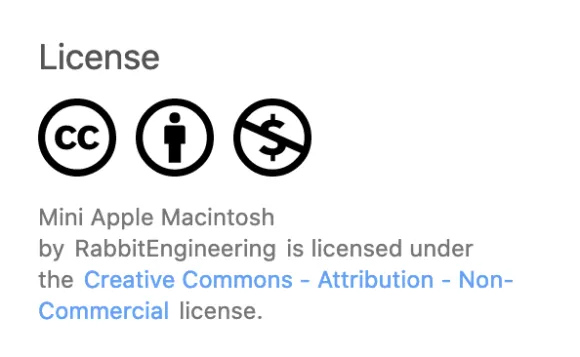 License
cc $
Mini Apple Macintosh
by RabbitEngineering is licensed under
the Creative Commons - Attribution - Non-
Commercial license.